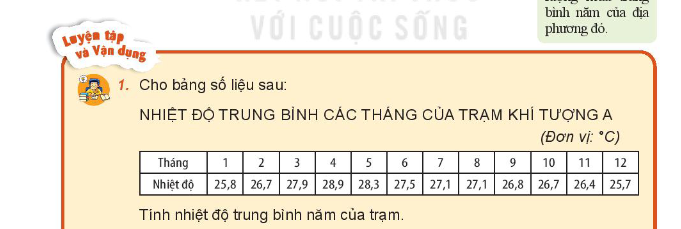 VỚI CUỘC SỐNG
bình năm của địa
phương đó.
Luyện tập
và Vận dụng
1. Cho bảng số liệu sau:
NHIỆT ĐỘ TRUNG BÌNH CÁC THÁNG CỦA TRẠM KHÍ TƯỢNG A
(Đơn vị: °C)
Tháng 1 2 3 4 5 6 7 8 9 10 11 12
Nhiệt độ 25,8 26,7 27,9 28,9 28,3 27,5 27,1 27,1 26,8 26,7 26,4 25,7
Tính nhiệt độ trung bình năm của trạm.